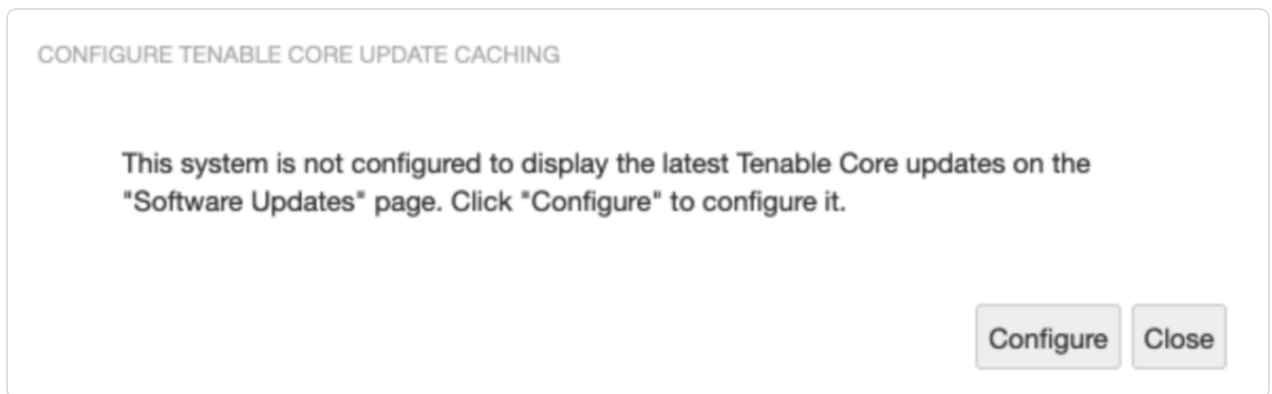 CONFIGURE TENABLE CORE UPDATE CACHING
This system is not configured to display the latest Tenable Core updates on the
"Software Updates" page. Click "Configure" to configure it.
Configure Close